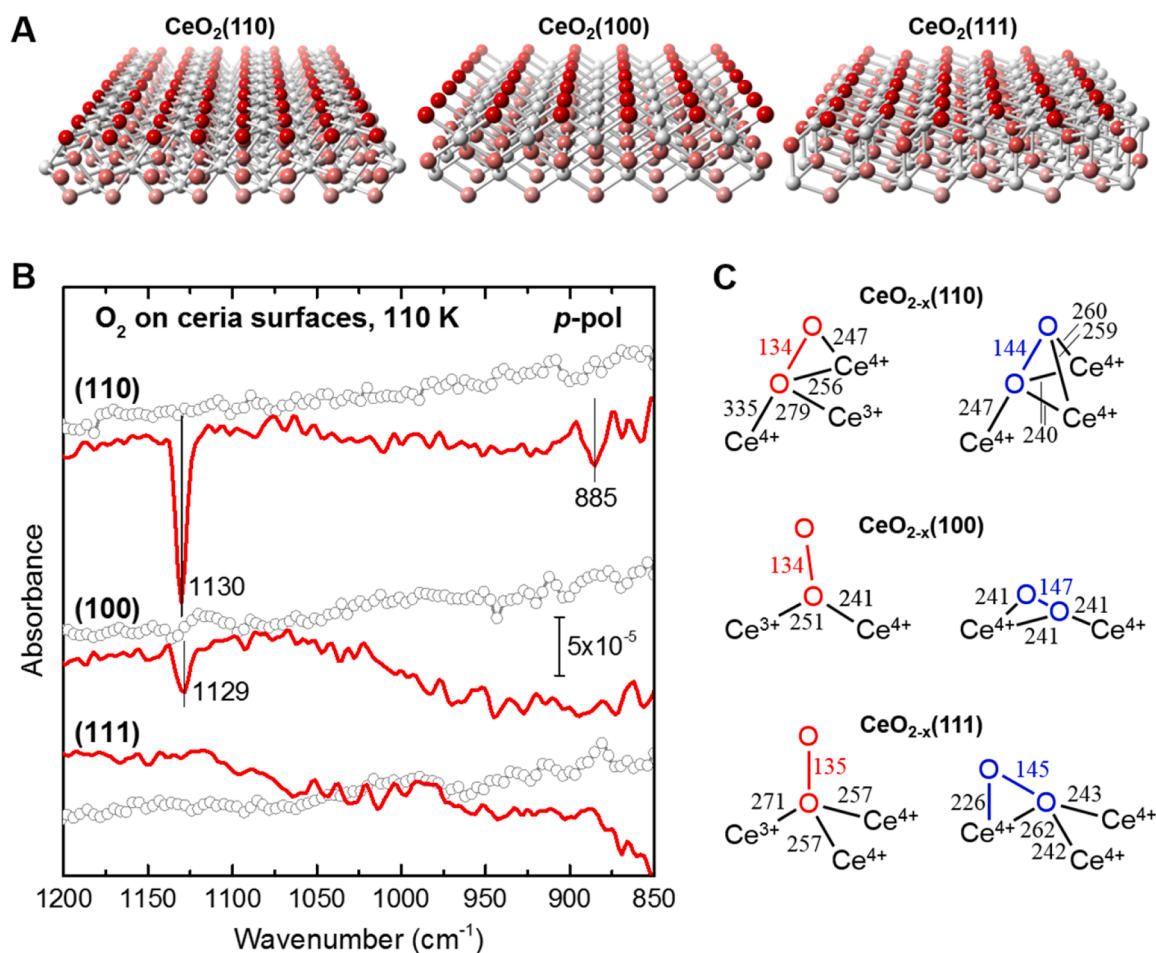 A
CeO₂(110)
CeO₂(100)
CeO₂(111)
B
O₂ on ceria surfaces, 110 K
p-pol
(110)
885
1130
(100)
5x10⁻⁵
1129
(111)
Absorbance
1200 1150 1100 1050 1000 950 900 850
Wavenumber (cm⁻¹)
C
CeO₂₋ₓ(110)
O
134
247
O
Ce⁴⁺
256
335
279
Ce³⁺
Ce⁴⁺
O
260
259
144
Ce⁴⁺
O
247
Ce⁴⁺
Ce⁴⁺
240
CeO₂₋ₓ(100)
O
134
O
241
Ce³⁺
251
Ce⁴⁺
241
O
147
O
241
Ce⁴⁺
241
Ce⁴⁺
CeO₂₋ₓ(111)
O
135
271
O
257
Ce³⁺
257
Ce⁴⁺
Ce⁴⁺
O
145
226
O
243
Ce⁴⁺
262
242
Ce⁴⁺
Ce⁴⁺